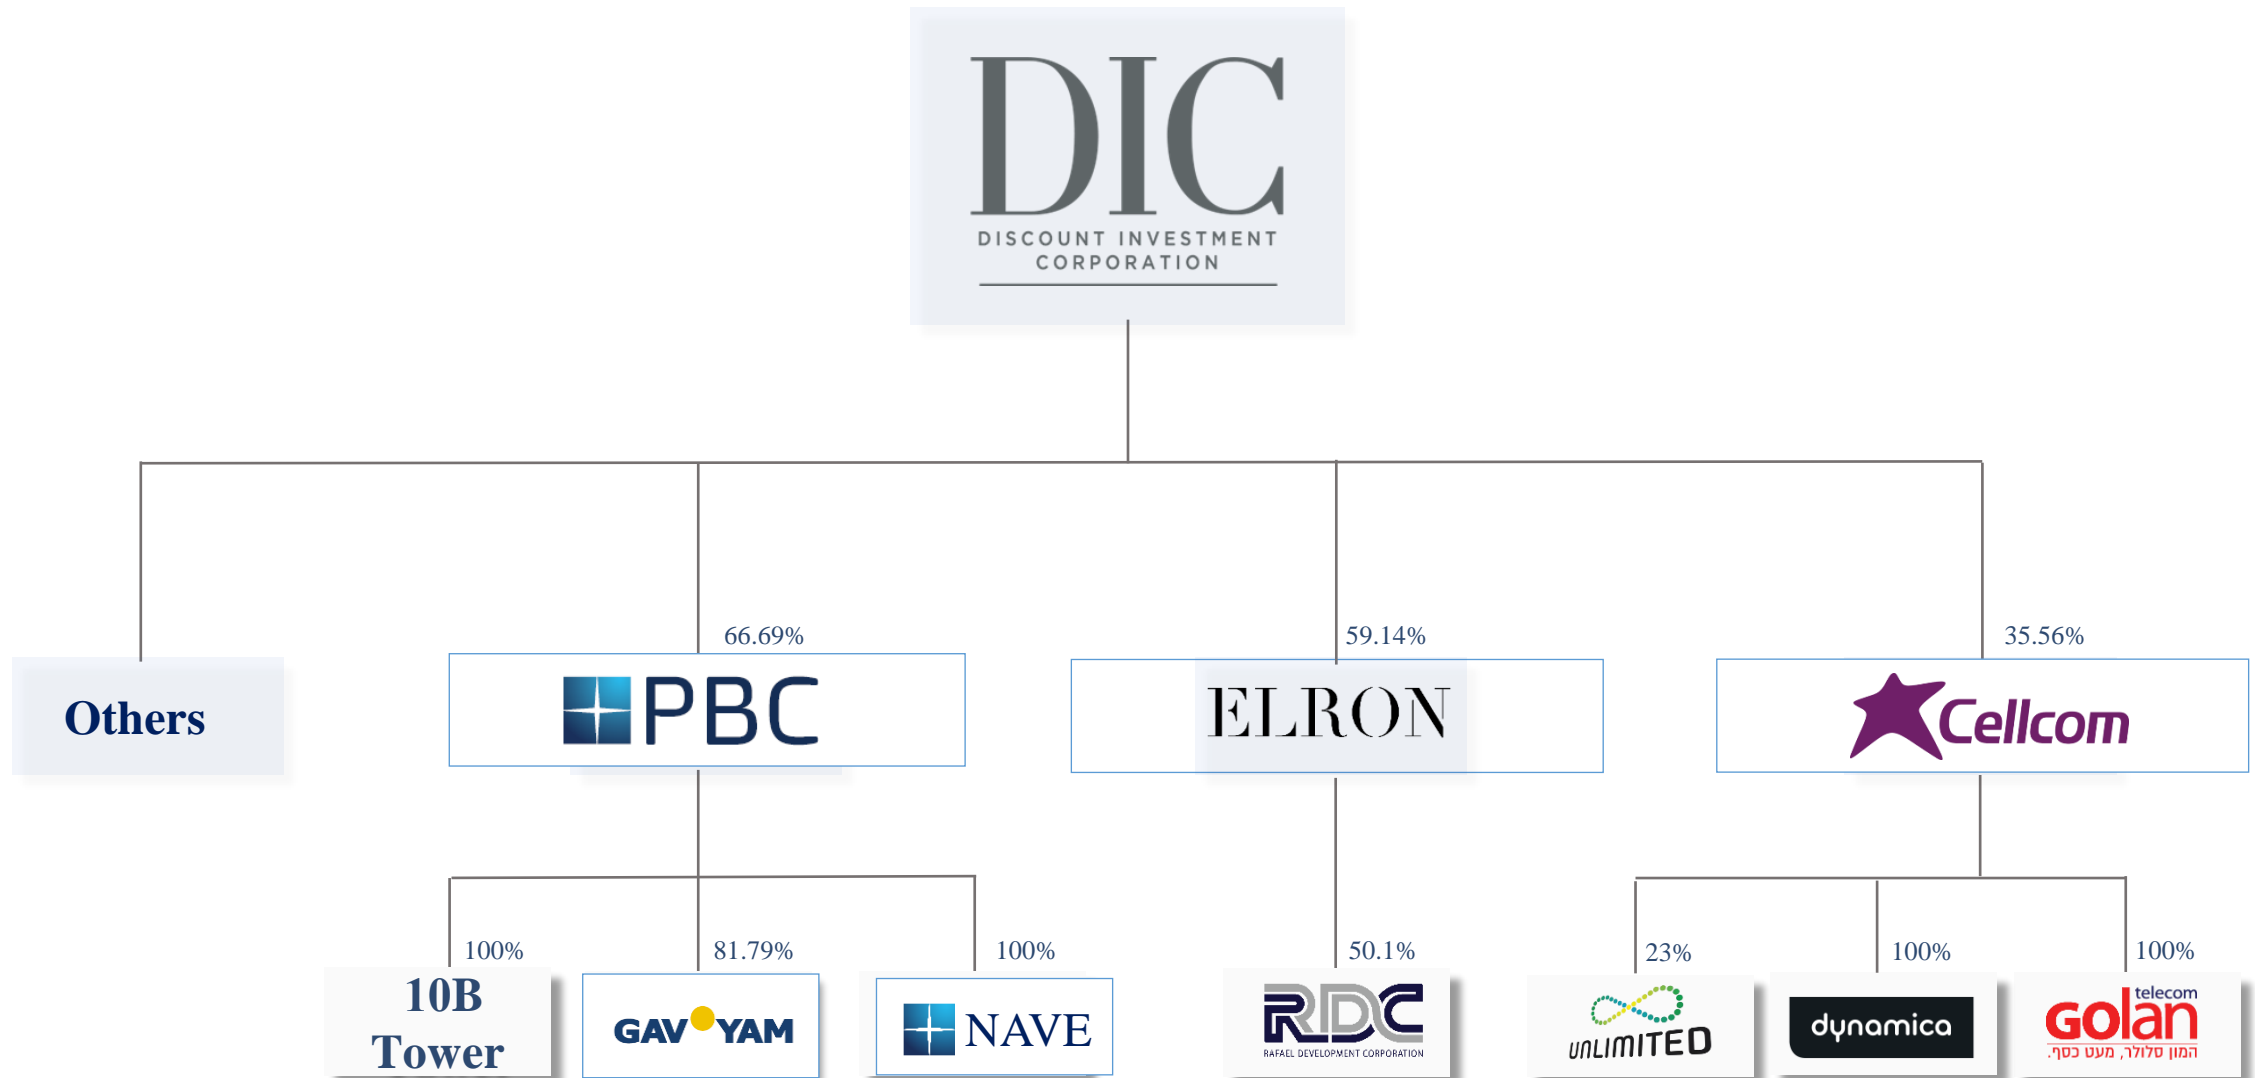 DIC
DISCOUNT INVESTMENT
CORPORATION
66.69%
59.14%
35.56%
Others
PBC
ELRON
Cellcom
100%
81.79%
100%
50.1%
23%
100%
100%
10B
Tower
GAV YAM
NAVE
RDC
RAFAEL DEVELOPMENT CORPORATION
UNLIMITED
dynamica
telecom
golan
המון סלולר, מעט כסף.